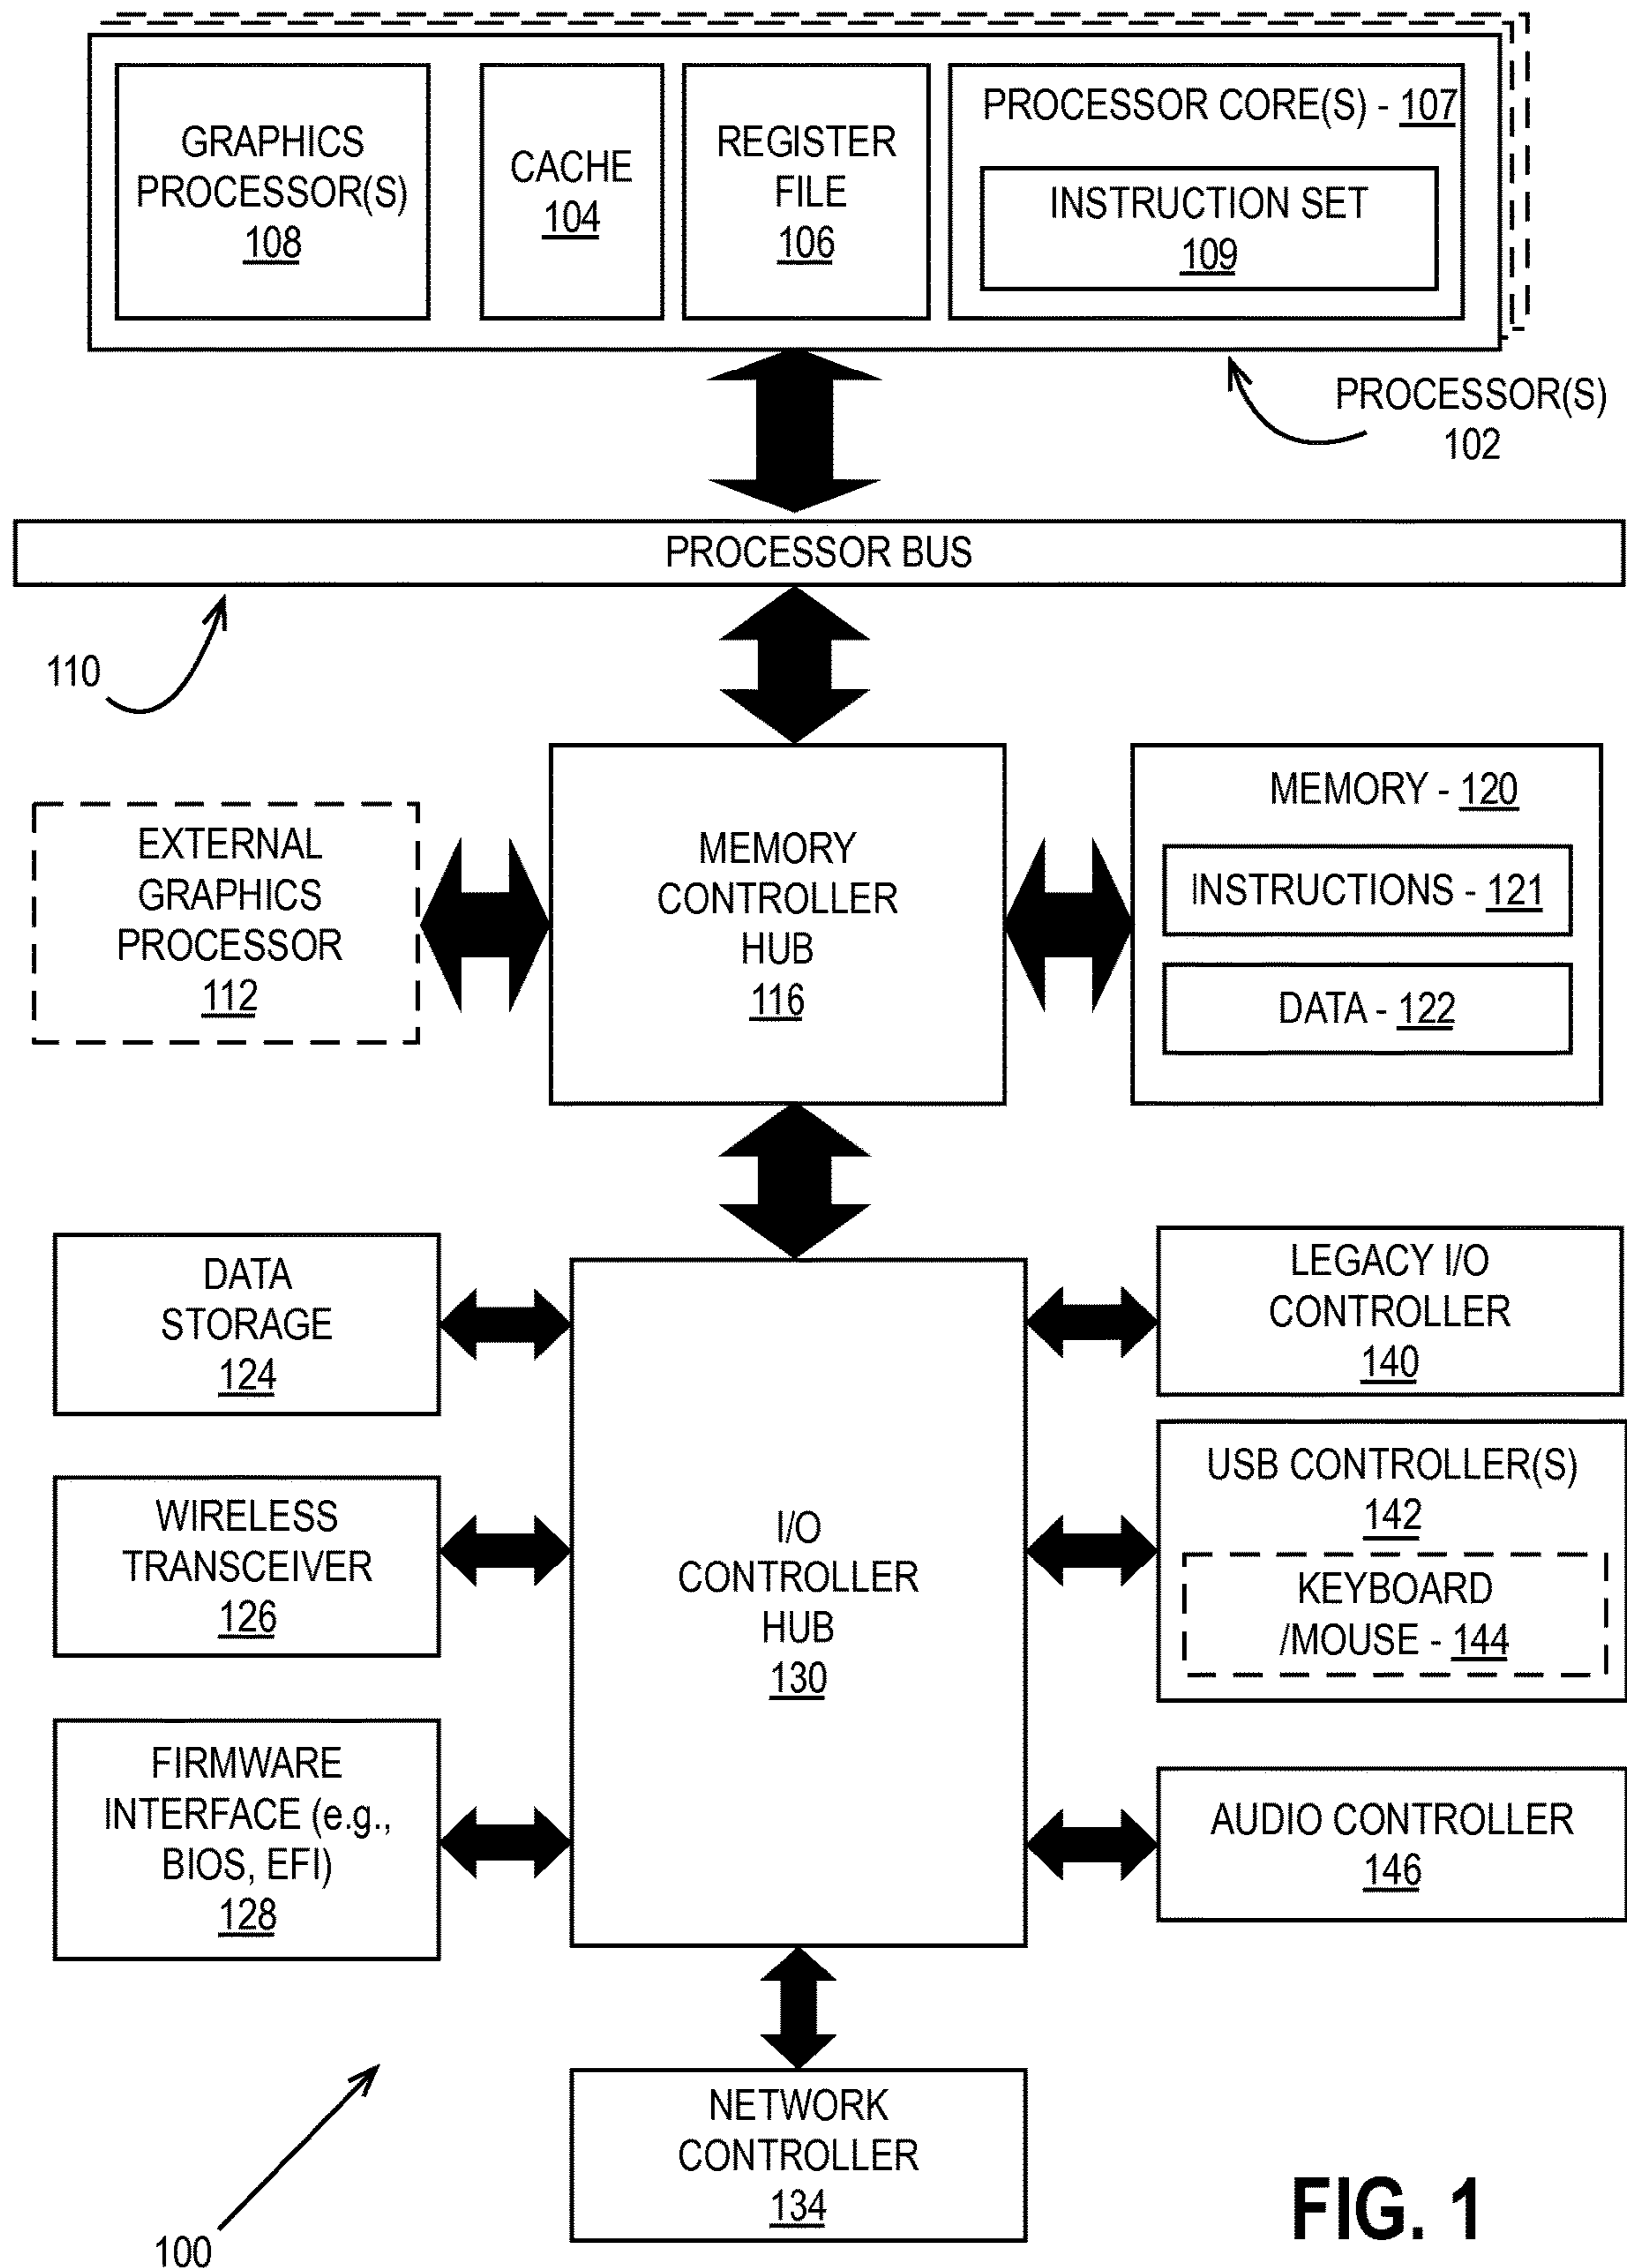 GRAPHICS
PROCESSOR(S)
108
CACHE
104
REGISTER
FILE
106
PROCESSOR CORE(S) - 107
INSTRUCTION SET
109
PROCESSOR(S)
102
PROCESSOR BUS
110
EXTERNAL
GRAPHICS
PROCESSOR
112
MEMORY
CONTROLLER
HUB
116
MEMORY - 120
INSTRUCTIONS - 121
DATA - 122
DATA
STORAGE
124
WIRELESS
TRANSCEIVER
126
FIRMWARE
INTERFACE (e.g.,
BIOS, EFI)
128
I/O
CONTROLLER
HUB
130
LEGACY I/O
CONTROLLER
140
USB CONTROLLER(S)
142
KEYBOARD
/MOUSE - 144
AUDIO CONTROLLER
146
NETWORK
CONTROLLER
134
100
FIG. 1